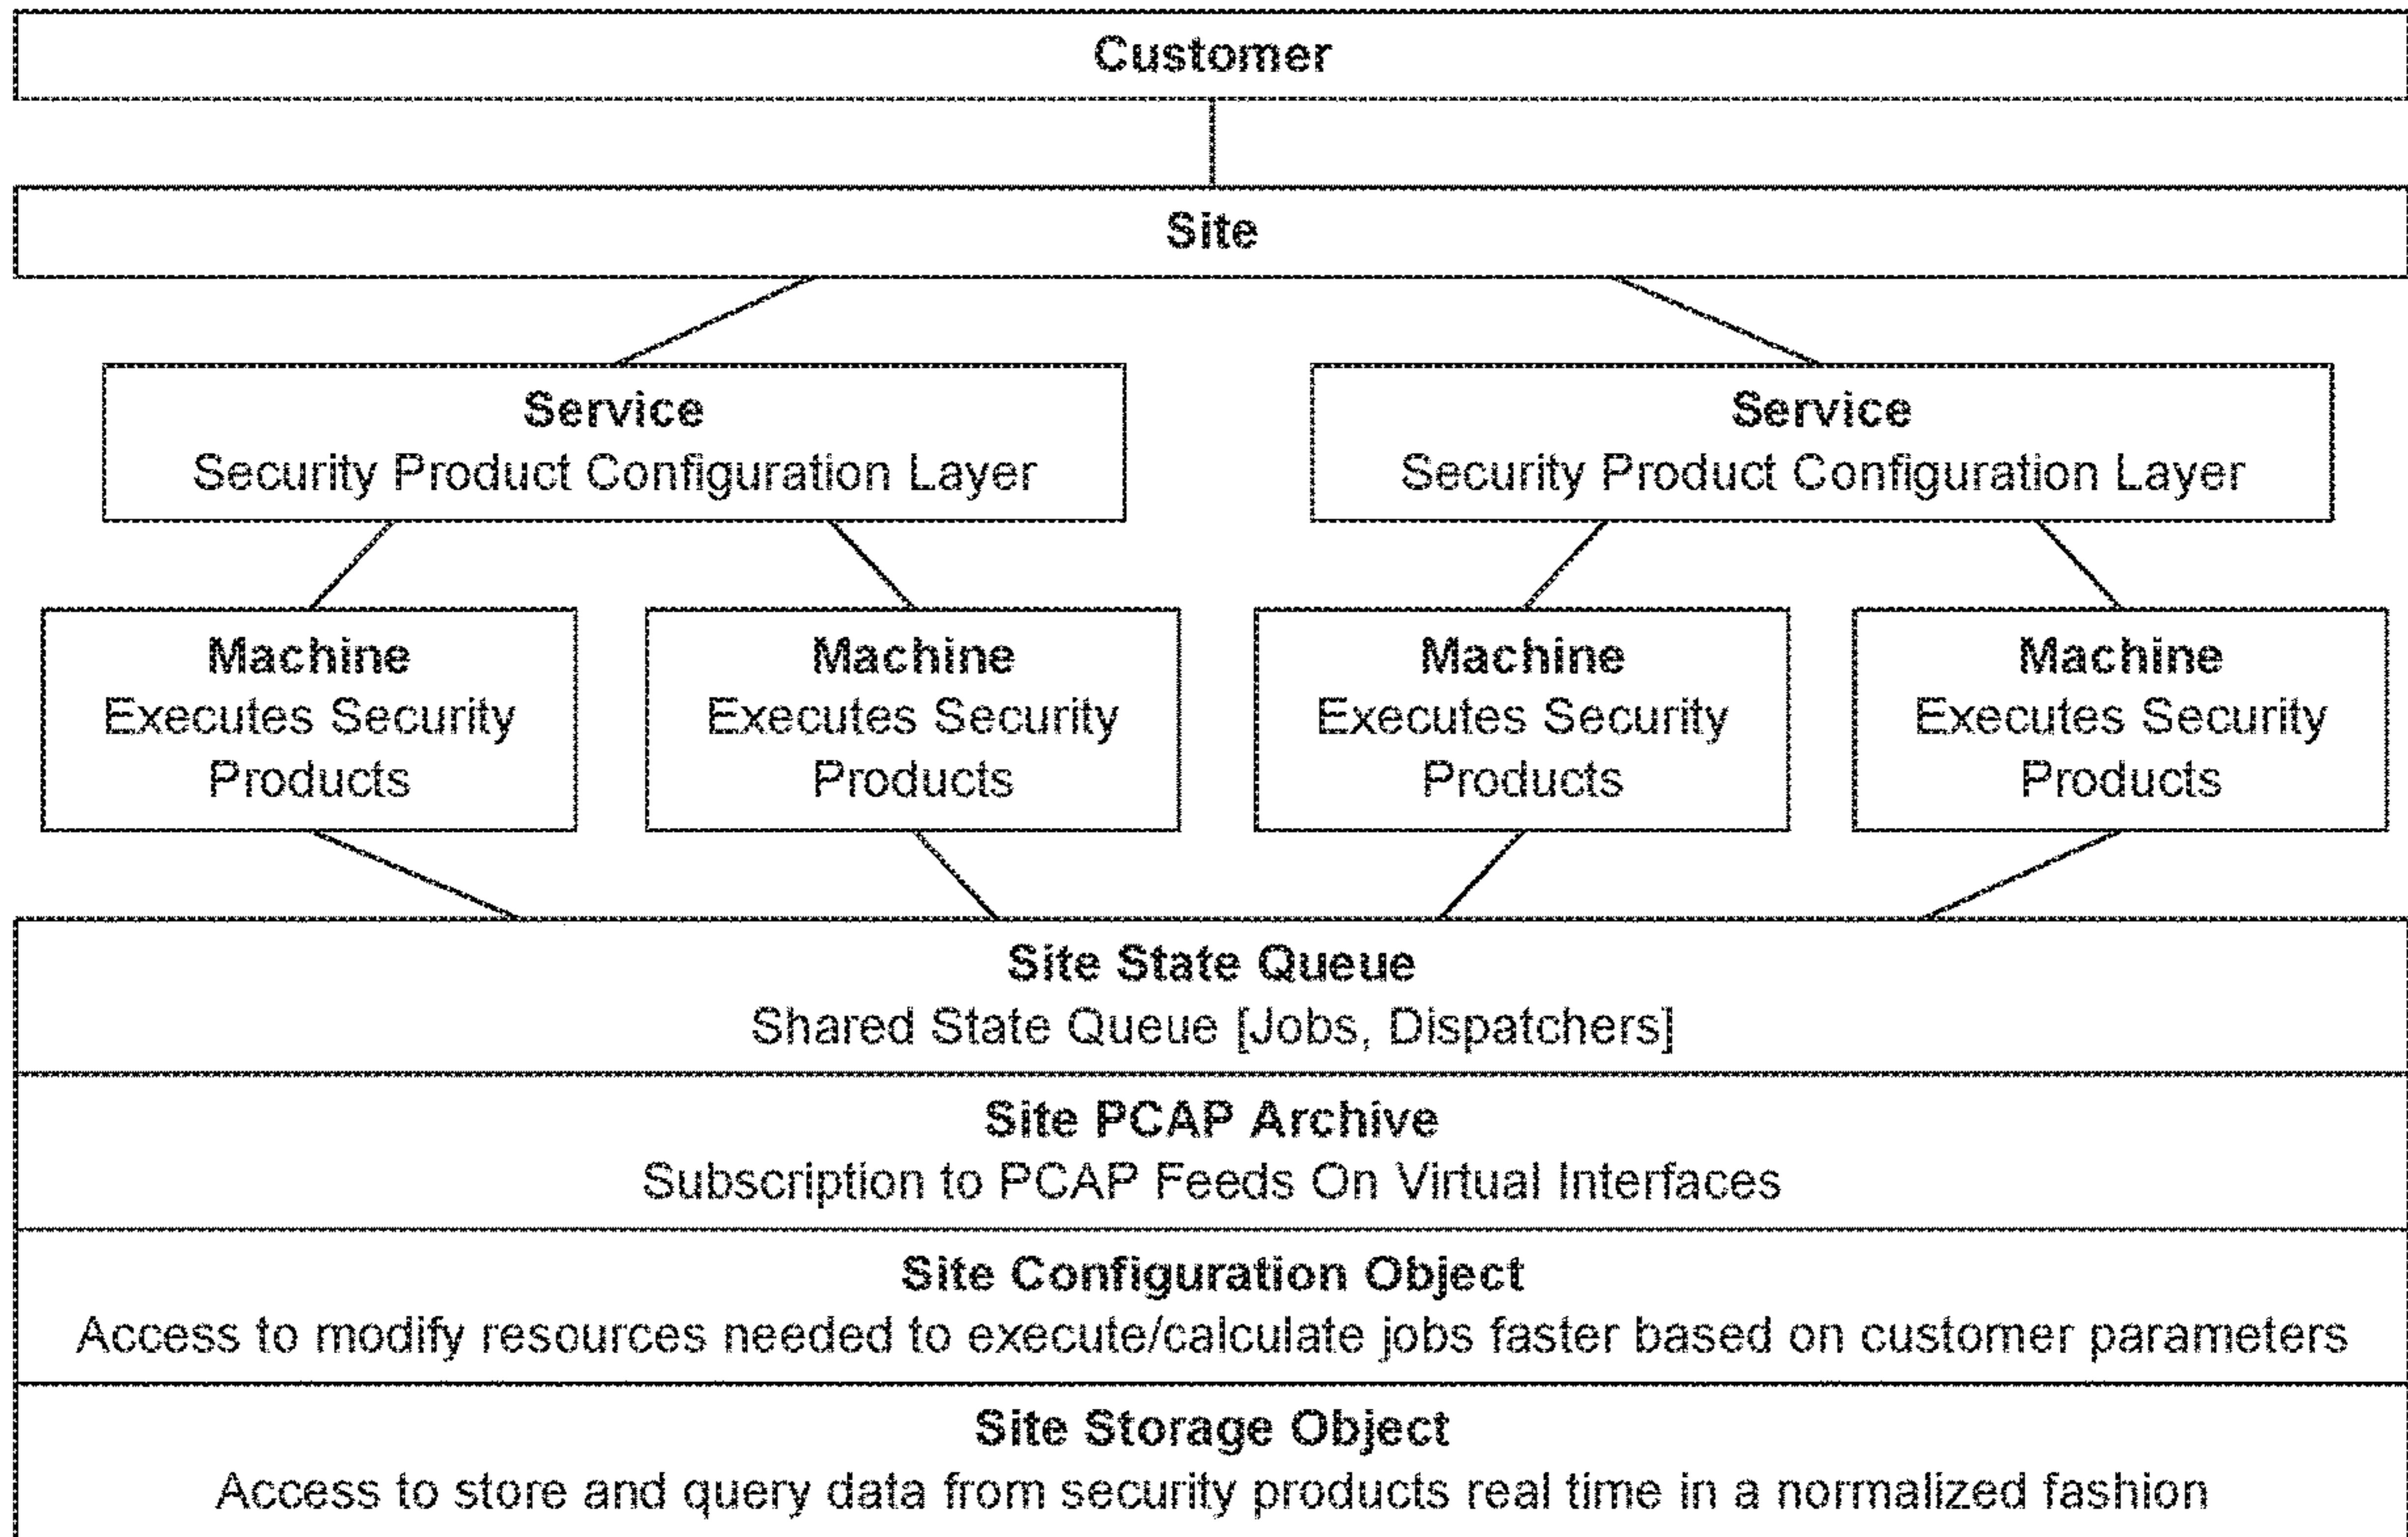 Customer
Site
Service
Security Product Configuration Layer
Service
Security Product Configuration Layer
Machine
Executes Security
Products
Machine
Executes Security
Products
Machine
Executes Security
Products
Machine
Executes Security
Products
Site State Queue
Shared State Queue [Jobs, Dispatchers]
Site PCAP Archive
Subscription to PCAP Feeds On Virtual Interfaces
Site Configuration Object
Access to modify resources needed to execute/calculate jobs faster based on customer parameters
Site Storage Object
Access to store and query data from security products real time in a normalized fashion